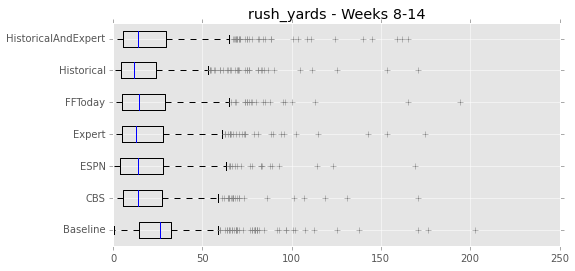 rush_yards - Weeks 8-14
HistoricalAndExpert
Historical
FFToday
Expert
ESPN
CBS
Baseline
0 50 100 150 200 250